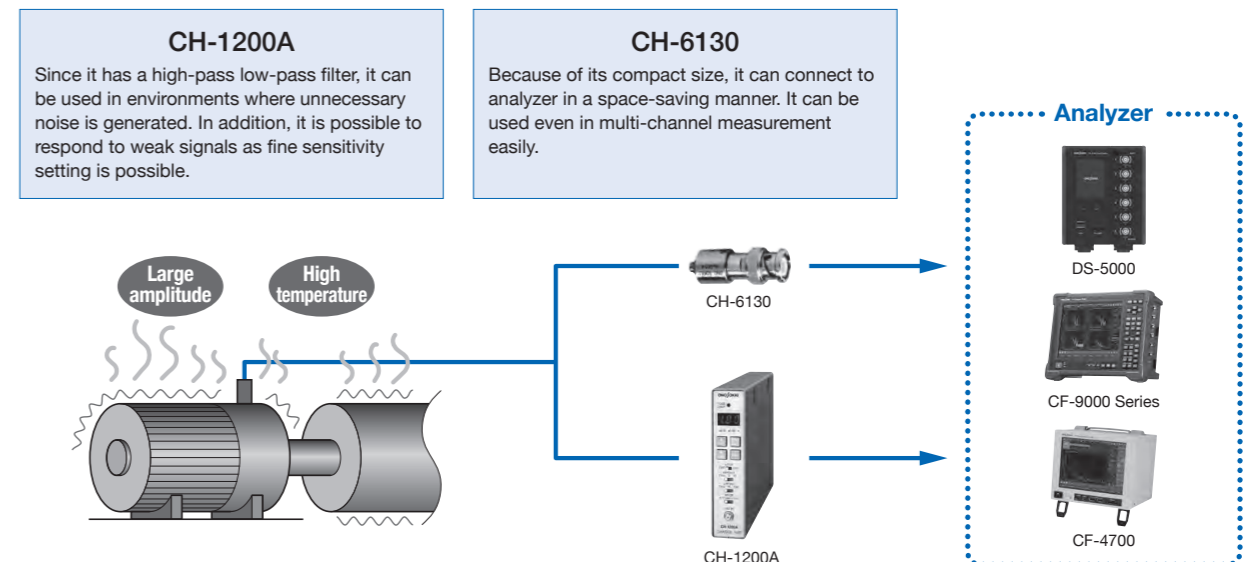 CH-1200A
Since it has a high-pass low-pass filter, it can
be used in environments where unnecessary
noise is generated. In addition, it is possible to
respond to weak signals as fine sensitivity
setting is possible.
CH-6130
Because of its compact size, it can connect to
analyzer in a space-saving manner. It can be
used even in multi-channel measurement
easily.
Analyzer
DS-5000
Large
amplitude
High
temperature
CH-6130
CF-9000 Series
CF-4700
CH-1200A